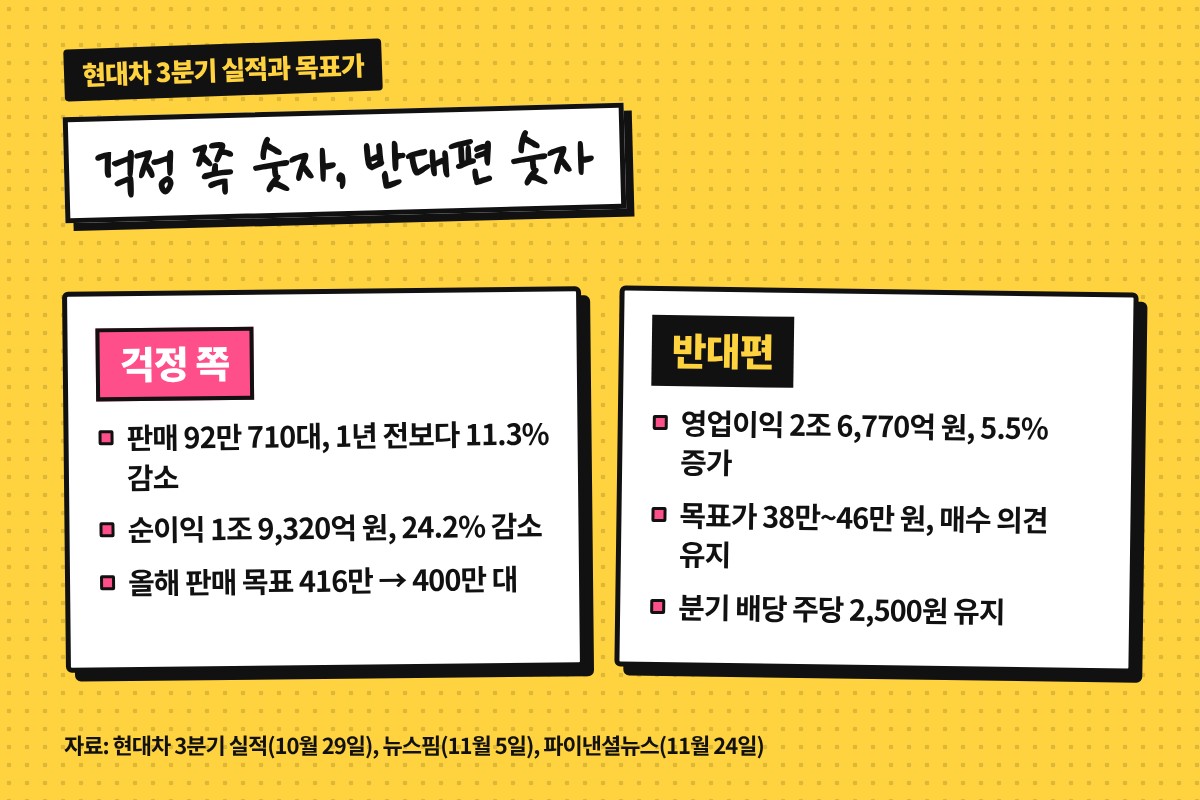 현대차 3분기 실적과 목표가
걱정 쪽 숫자, 반대편 숫자
걱정 쪽
판매 92만 710대, 1년 전보다 11.3%
감소
순이익 1조 9,320억 원, 24.2% 감소
올해 판매 목표 416만 → 400만 대
반대편
영업이익 2조 6,770억 원, 5.5%
증가
목표가 38만~46만 원, 매수 의견
유지
분기 배당 주당 2,500원 유지
자료: 현대차 3분기 실적(10월 29일), 뉴스핌(11월 5일), 파이낸셜뉴스(11월 24일)